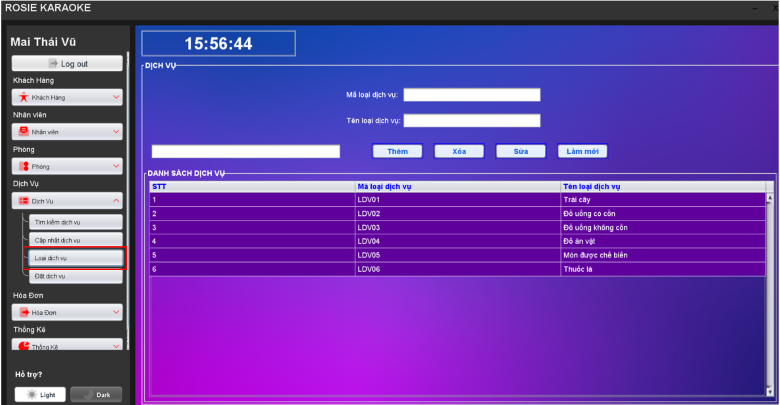 ROSIE KARAOKE
– X
Mai Thái Vũ
Log out
Khách Hàng
Khách Hàng
Nhân viên
Nhân viên
Phòng
Phòng
Dịch Vụ
Dịch Vụ
Tìm kiếm dịch vụ
Cập nhật dịch vụ
Loại dịch vụ
Đặt dịch vụ
Hóa Đơn
Hóa Đơn
Thống Kê
Thống Kê
Hỗ trợ?
Light Dark
15:56:44
DỊCH VỤ
Mã loại dịch vụ:
Tên loại dịch vụ:
Thêm Xóa Sửa Làm mới
DANH SÁCH DỊCH VỤ
STT Mã loại dịch vụ Tên loại dịch vụ
1 LDV01 Trái cây
2 LDV02 Đồ uống có cồn
3 LDV03 Đồ uống không cồn
4 LDV04 Đồ ăn vặt
5 LDV05 Món được chế biến
6 LDV06 Thuốc lá